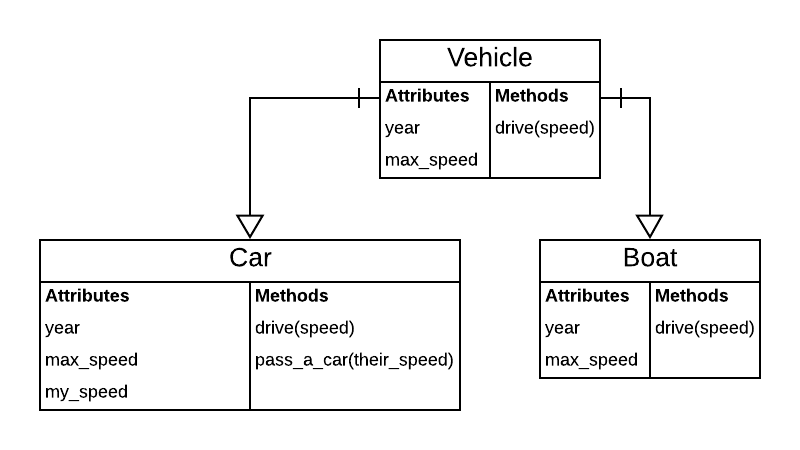 Vehicle
Attributes Methods
year drive(speed)
max_speed
Car
Attributes Methods
year drive(speed)
max_speed pass_a_car(their_speed)
my_speed
Boat
Attributes Methods
year drive(speed)
max_speed